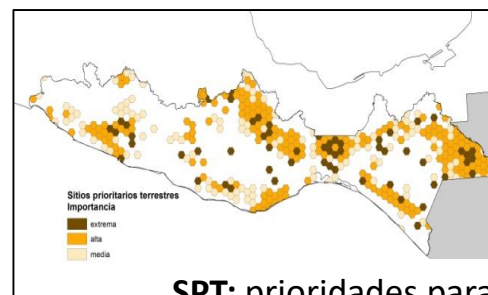 Sitios prioritarios terrestres
Importancia
extrema
alta
media
SPT: prioridades para